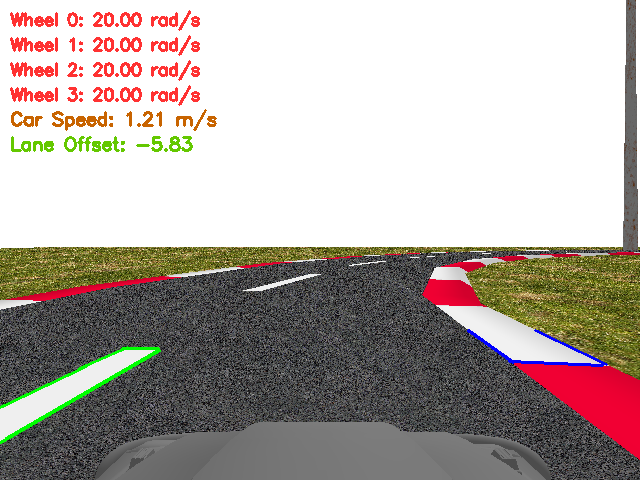 Wheel 0: 20.00 rad/s
Wheel 1: 20.00 rad/s
Wheel 2: 20.00 rad/s
Wheel 3: 20.00 rad/s
Car Speed: 1.21 m/s
Lane Offset: -5.83